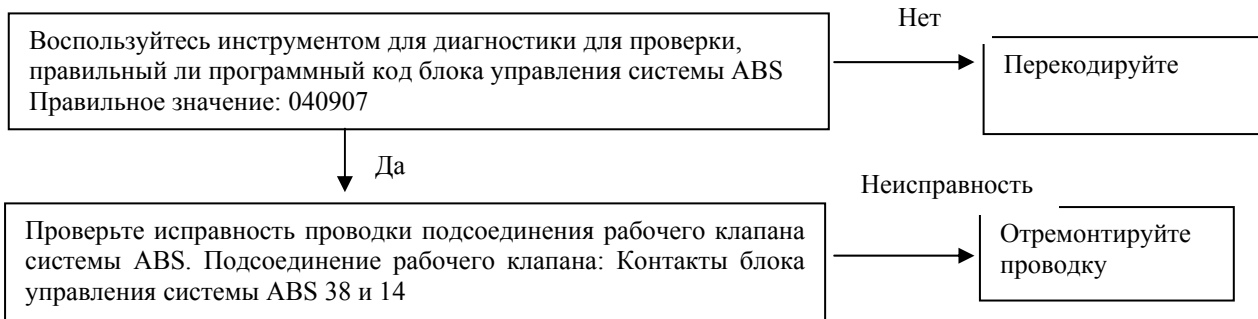 Нет
Воспользуйтесь инструментом для диагностики для проверки,
правильный ли программный код блока управления системы ABS
Правильное значение: 040907
Перекодируйте
Да
Неисправность
Проверьте исправность проводки подсоединения рабочего клапана
системы ABS. Подсоединение рабочего клапана: Контакты блока
управления системы ABS 38 и 14
Отремонтируйте
проводку